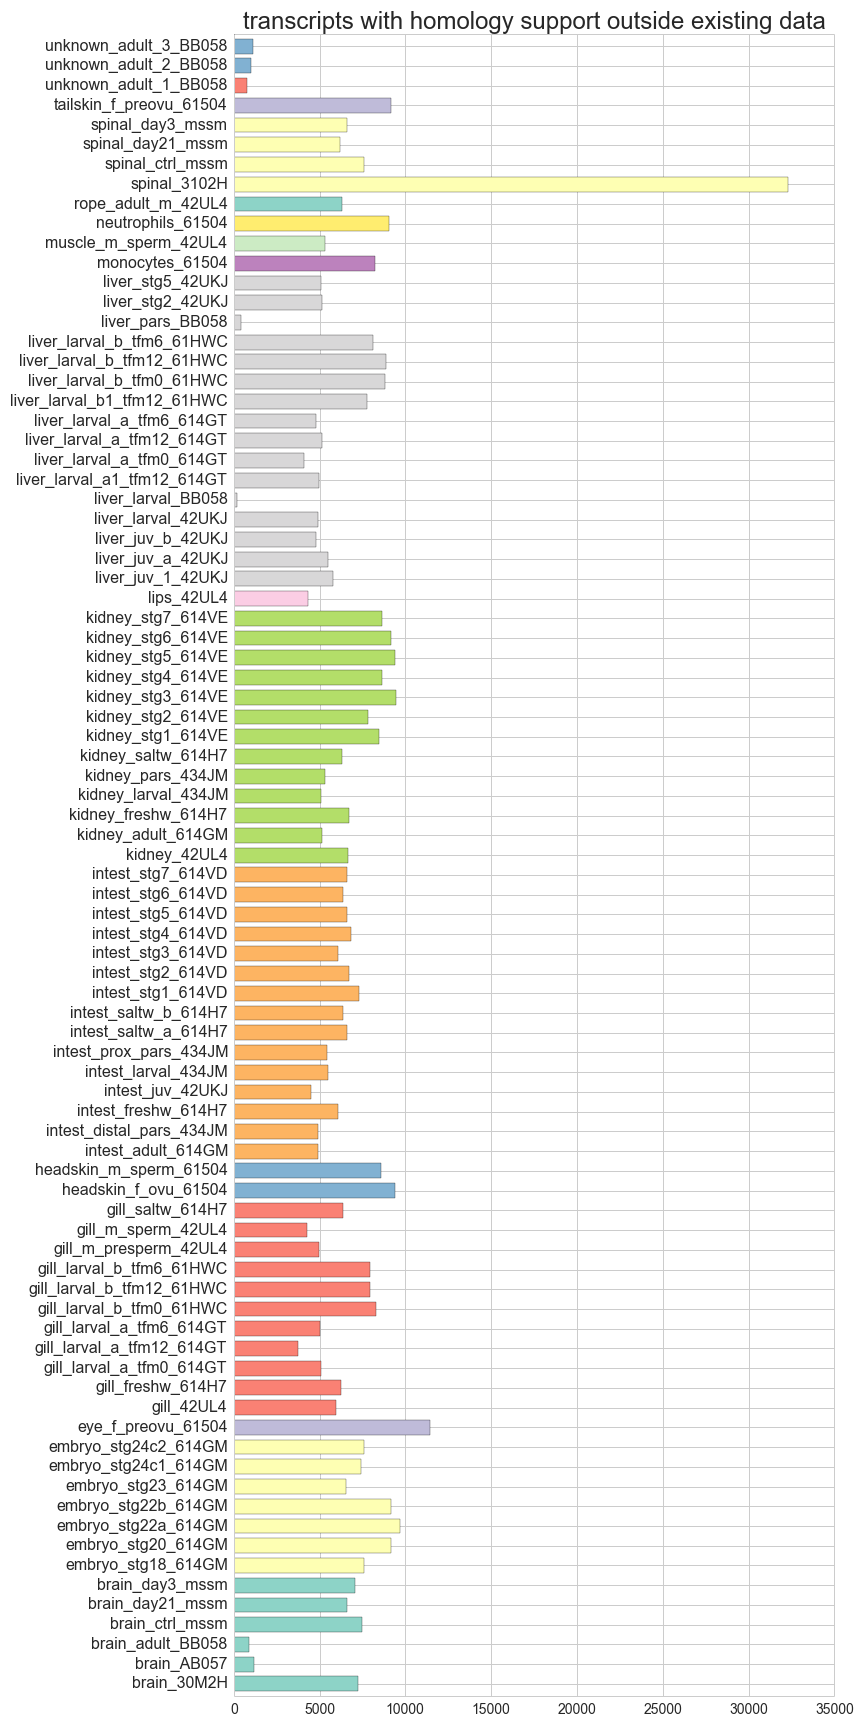 transcripts with homology support outside existing data
unknown_adult_3_BB058
unknown_adult_2_BB058
unknown_adult_1_BB058
tailskin_f_preovu_61504
spinal_day3_mssm
spinal_day21_mssm
spinal_ctrl_mssm
spinal_3102H
rope_adult_m_42UL4
neutrophils_61504
muscle_m_sperm_42UL4
monocytes_61504
liver_stg5_42UKJ
liver_stg2_42UKJ
liver_pars_BB058
liver_larval_b_tfm6_61HWC
liver_larval_b_tfm12_61HWC
liver_larval_b_tfm0_61HWC
liver_larval_b1_tfm12_61HWC
liver_larval_a_tfm6_614GT
liver_larval_a_tfm12_614GT
liver_larval_a_tfm0_614GT
liver_larval_a1_tfm12_614GT
liver_larval_BB058
liver_larval_42UKJ
liver_juv_b_42UKJ
liver_juv_a_42UKJ
liver_juv_1_42UKJ
lips_42UL4
kidney_stg7_614VE
kidney_stg6_614VE
kidney_stg5_614VE
kidney_stg4_614VE
kidney_stg3_614VE
kidney_stg2_614VE
kidney_stg1_614VE
kidney_saltw_614H7
kidney_pars_434JM
kidney_larval_434JM
kidney_freshw_614H7
kidney_adult_614GM
kidney_42UL4
intest_stg7_614VD
intest_stg6_614VD
intest_stg5_614VD
intest_stg4_614VD
intest_stg3_614VD
intest_stg2_614VD
intest_stg1_614VD
intest_saltw_b_614H7
intest_saltw_a_614H7
intest_prox_pars_434JM
intest_larval_434JM
intest_juv_42UKJ
intest_freshw_614H7
intest_distal_pars_434JM
intest_adult_614GM
headskin_m_sperm_61504
headskin_f_ovu_61504
gill_saltw_614H7
gill_m_sperm_42UL4
gill_m_presperm_42UL4
gill_larval_b_tfm6_61HWC
gill_larval_b_tfm12_61HWC
gill_larval_b_tfm0_61HWC
gill_larval_a_tfm6_614GT
gill_larval_a_tfm12_614GT
gill_larval_a_tfm0_614GT
gill_freshw_614H7
gill_42UL4
eye_f_preovu_61504
embryo_stg24c2_614GM
embryo_stg24c1_614GM
embryo_stg23_614GM
embryo_stg22b_614GM
embryo_stg22a_614GM
embryo_stg20_614GM
embryo_stg18_614GM
brain_day3_mssm
brain_day21_mssm
brain_ctrl_mssm
brain_adult_BB058
brain_AB057
brain_30M2H
0 5000 10000 15000 20000 25000 30000 35000